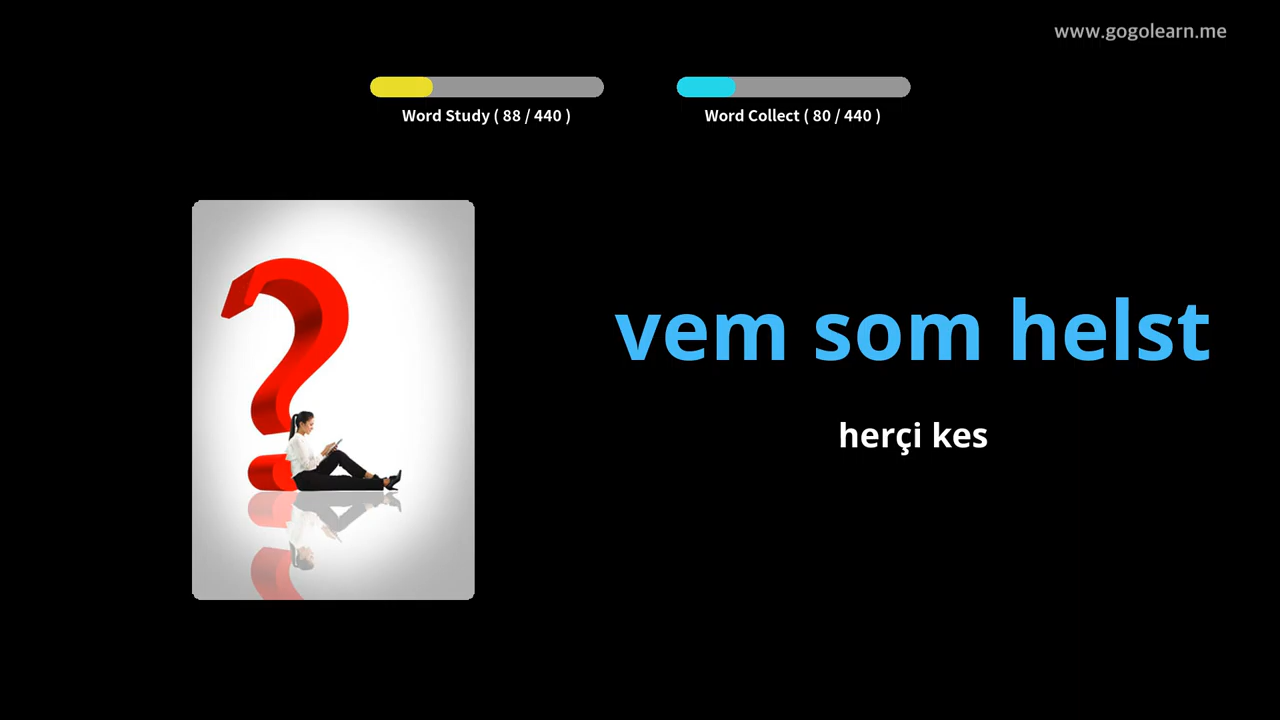 www.gogolearn.me
Word Study ( 88 / 440 )
Word Collect ( 80 / 440 )
vem som helst
herçi kes